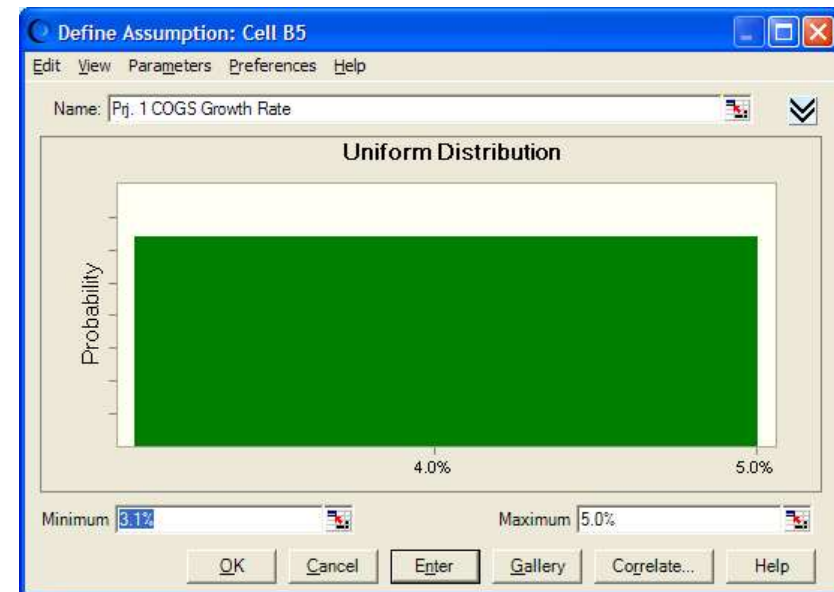 Define Assumption: Cell B5
Edit View Parameters Preferences Help
Name: Prj. 1 COGS Growth Rate
Uniform Distribution
Probability
4.0% 5.0%
Minimum 3.1% Maximum 5.0%
OK Cancel Enter Gallery Correlate... Help